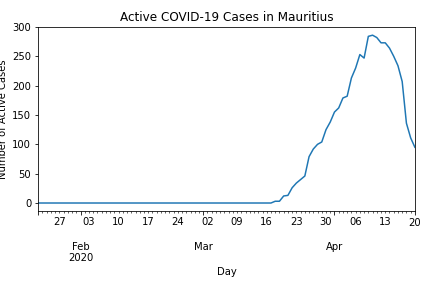 Active COVID-19 Cases in Mauritius
Number of Active Cases
300
250
200
150
100
50
0
27 03 10 17 24 02 09 16 23 30 06 13 20
Feb Mar Apr
2020
Day